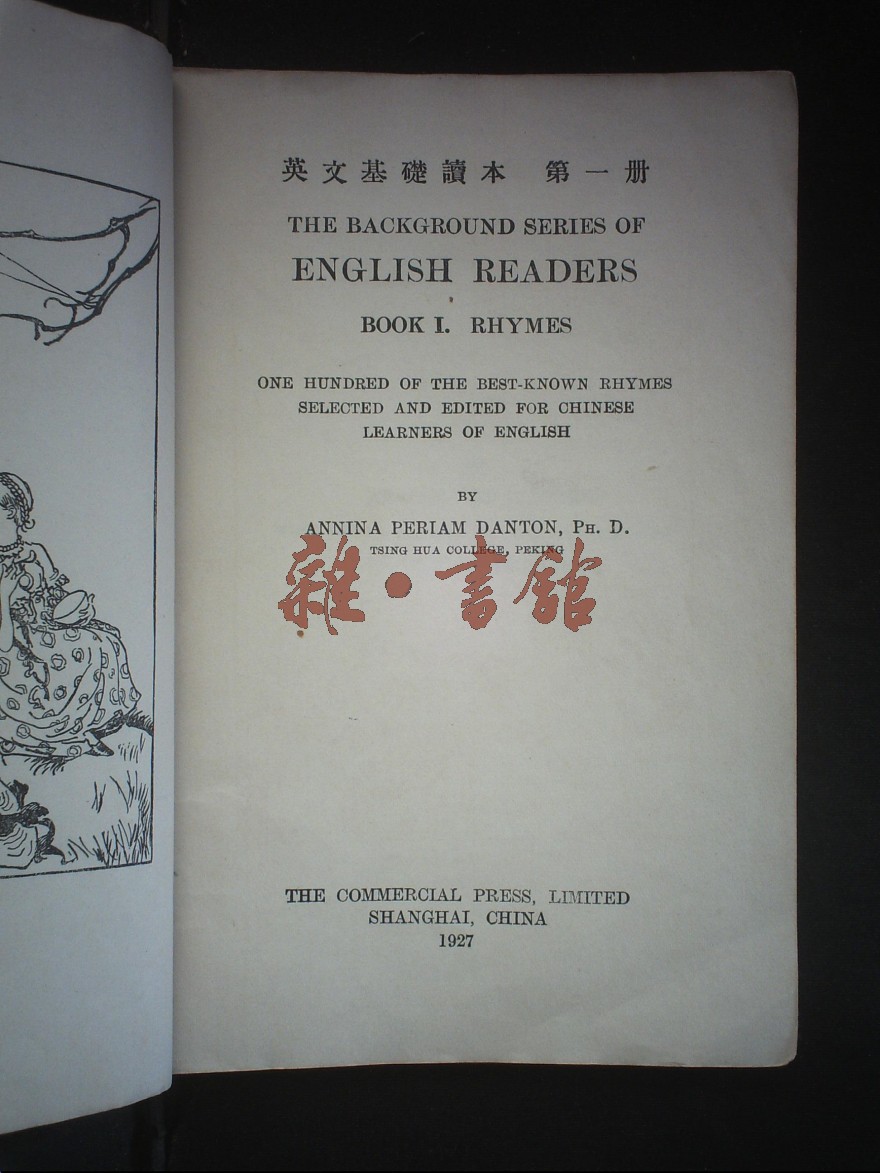 英文基礎讀本 第一册
THE BACKGROUND SERIES OF
ENGLISH READERS
BOOK I. RHYMES
ONE HUNDRED OF THE BEST-KNOWN RHYMES
SELECTED AND EDITED FOR CHINESE
LEARNERS OF ENGLISH
BY
ANNINA PERIAM DANTON, PH. D.
TSING HUA COLLEGE, PEKING
雜·書館
THE COMMERCIAL PRESS, LIMITED
SHANGHAI, CHINA
1927